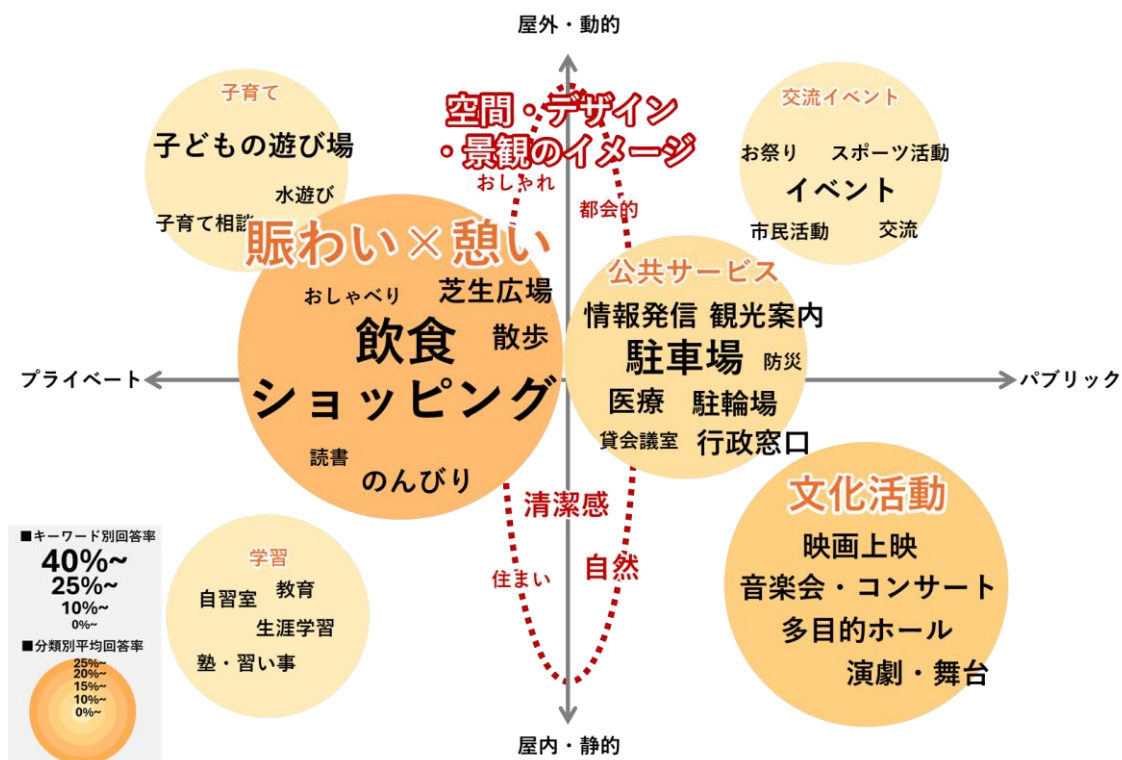 屋外・動的
子育て
子どもの遊び場
水遊び
子育て相談
空間・デザイン
・景観のイメージ
おしゃれ
都会的
交流イベント
お祭り スポーツ活動
イベント
市民活動 交流
賑わい×憩い
おしゃべり 芝生広場
飲食 散歩
ショッピング
読書
のんびり
公共サービス
情報発信 観光案内
駐車場 防災
医療 駐輪場
貸会議室 行政窓口
プライベート
パブリック
清潔感
住まい 自然
文化活動
映画上映
音楽会・コンサート
多目的ホール
演劇・舞台
学習
自習室 教育
生涯学習
塾・習い事
■キーワード別回答率
40%~
25%~
10%~
0%~
■分類別平均回答率
25%~
20%~
15%~
10%~
0%~
屋内・静的